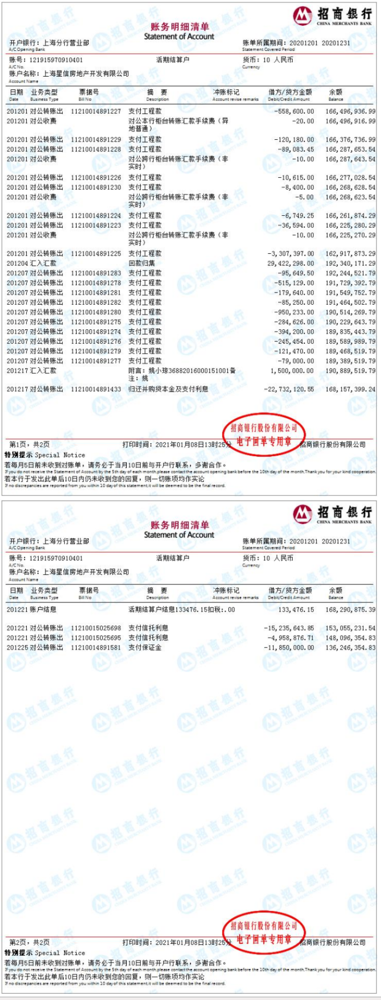 招商银行
CHINA MERCHANTS BANK
账务明细清单
Statement of Account
开户银行：上海分行营业部 账单所属期间：20201201 20201231
A/C Opening Bank Statement Covered Period
账号：121915970910401 活期结算户 货币：10 人民币
A/C No. Currency
账户名称：上海星信房地产开发有限公司
Account Name
日期 业务类型 票据号 摘 要 冲账标记 借方/贷方金额 余额
Date Business Type Bill No Description Account revise remarks Debit/Credit Amount Balance
201201 对公转账出 11210014891227 支付工程款 -558,600.00 166,496,936.99
201201 对公收费 对公本行柜台转账汇款手续费（异 -20.00 166,496,916.99
地普通）
201201 对公转账出 11210014891229 支付工程款 -120,180.00 166,376,736.99
201201 对公转账出 11210014891228 支付工程款 -89,083.45 166,287,653.54
201201 对公收费 对公跨行柜台转账汇款手续费（非 -10.00 166,287,643.54
实时）
201201 对公转账出 11210014891226 支付工程款 -10,615.00 166,277,028.54
201201 对公转账出 11210014891230 支付工程款 -8,400.00 166,268,628.54
201201 对公收费 对公跨行柜台转账汇款手续费（非 -5.00 166,268,623.54
实时）
201201 对公转账出 11210014891224 支付工程款 -6,749.25 166,261,874.29
201201 对公转账出 11210014891223 支付工程款 -36,594.00 166,225,280.29
201201 对公收费 对公跨行柜台转账汇款手续费（非 -10.00 166,225,270.29
实时）
201201 对公转账出 11210014891225 支付工程款 -3,307,397.00 162,917,873.29
201204 汇入汇款 回款归集 29,422,298.00 192,340,171.29
201207 对公转账出 11210014891283 支付工程款 -95,649.50 192,244,521.79
201207 对公转账出 11210014891278 支付工程款 -515,129.00 191,729,392.79
201207 对公转账出 11210014891281 支付工程款 -179,640.00 191,549,752.79
201207 对公转账出 11210014891282 支付工程款 -85,250.00 191,464,502.79
201207 对公转账出 11210014891280 支付工程款 -950,233.00 190,514,269.79
201207 对公转账出 11210014891275 支付工程款 -284,626.00 190,229,643.79
201207 对公转账出 11210014891274 支付工程款 -394,200.00 189,835,443.79
201207 对公转账出 11210014891276 支付工程款 -245,454.00 189,589,989.79
201207 对公转账出 11210014891279 支付工程款 -121,470.00 189,468,519.79
201207 对公转账出 11210014891277 支付工程款 -79,000.00 189,389,519.79
201217 汇入汇款 附言：姚小琼36882016000151001备 1,500,000.00 190,889,519.79
注：姚
201217 对公转账出 11210014891433 归还并购贷本金及支付利息 -22,732,120.55 168,157,399.24
招商银行股份有限公司
电子回单专用章
第1页，共2页 打印时间：2021年01月08日13时25分 招商银行股份有限公司
特别提示 Special Notice
若每月5日前未收到对账单，请务必于当月10日前与开户行联系，多谢合作。
If you do not receive the Statement of Account by the 5th day of each month,please contact the account opening bank before the 10th day of the month,Thank you for your kind cooperation.
若本行于发出此单后10日内仍未收到您的回复，则一切账项均作实论
If no discrepancies are reported from you within 10 day of this statement,it will be deemed to be the final record.
招商银行
CHINA MERCHANTS BANK
账务明细清单
Statement of Account
开户银行：上海分行营业部 账单所属期间：20201201 20201231
A/C Opening Bank Statement Covered Period
账号：121915970910401 活期结算户 货币：10 人民币
A/C No. Currency
账户名称：上海星信房地产开发有限公司
Account Name
日期 业务类型 票据号 摘 要 冲账标记 借方/贷方金额 余额
Date Business Type Bill No Description Account revise remarks Debit/Credit Amount Balance
201221 账户结息 活期结算户结息133476.15扣税:.00 133,476.15 168,290,875.39
201221 对公转账出 11210015025698 支付信托利息 -15,235,643.85 153,055,231.54
201221 对公转账出 11210015025695 支付信托利息 -4,958,876.71 148,096,354.83
201225 对公转账出 11210014891581 支付保证金 -11,850,000.00 136,246,354.83
招商银行股份有限公司
电子回单专用章
第2页，共2页 打印时间：2021年01月08日13时25分 招商银行股份有限公司
特别提示 Special Notice
若每月5日前未收到对账单，请务必于当月10日前与开户行联系，多谢合作。
If you do not receive the Statement of Account by the 5th day of each month,please contact the account opening bank before the 10th day of the month,Thank you for your kind cooperation.
若本行于发出此单后10日内仍未收到您的回复，则一切账项均作实论
If no discrepancies are reported from you within 10 day of this statement,it will be deemed to be the final record.